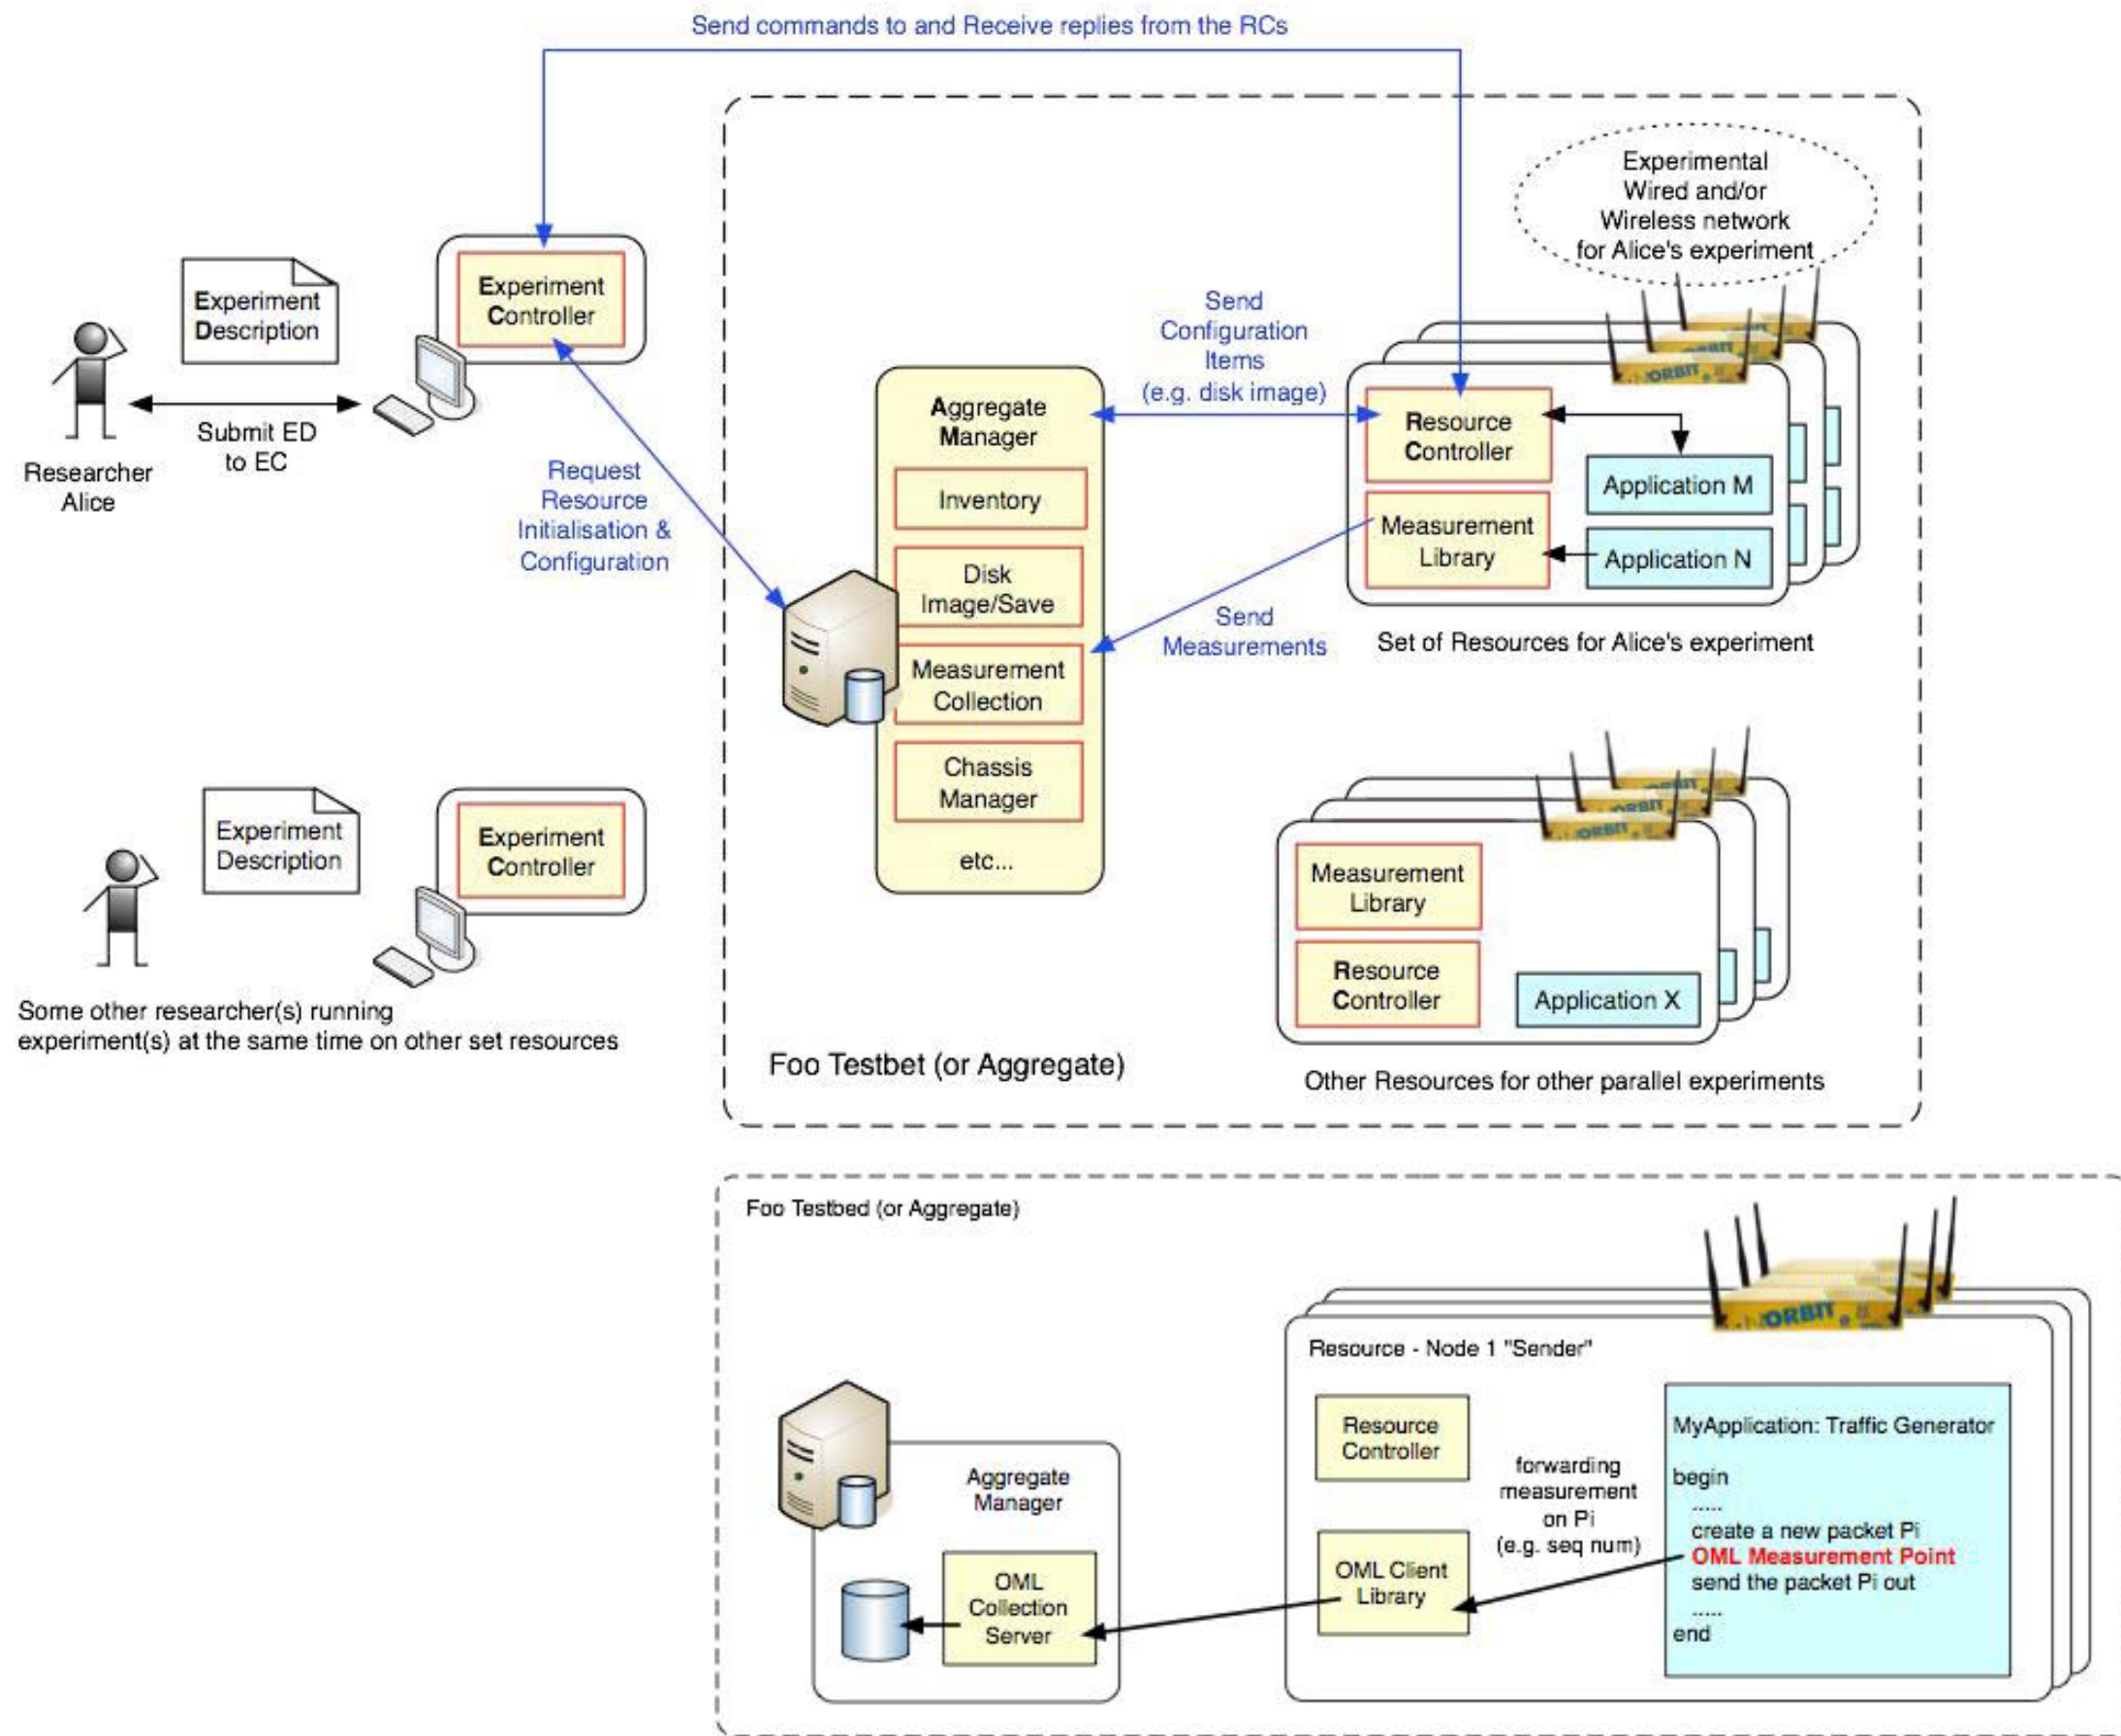 Send commands to and Receive replies from the RCs
Experimental
Wired and/or
Wireless network
for Alice's experiment
Experiment
Description
Experiment
Controller
Submit ED
to EC
Researcher
Alice
Request
Resource
Initialisation &
Configuration
Send
Configuration
Items
(e.g. disk image)
Aggregate
Manager
Inventory
Disk
Image/Save
Measurement
Collection
Chassis
Manager
etc...
Send
Measurements
ORBIT
ORBIT
ORBIT
Resource
Controller
Measurement
Library
Application M
Application N
Set of Resources for Alice's experiment
Experiment
Description
Experiment
Controller
Some other researcher(s) running
experiment(s) at the same time on other set resources
ORBIT
ORBIT
ORBIT
Measurement
Library
Resource
Controller
Application X
Other Resources for other parallel experiments
Foo Testbet (or Aggregate)
Foo Testbed (or Aggregate)
ORBIT
Resource - Node 1 "Sender"
Resource
Controller
forwarding
measurement
on Pi
(e.g. seq num)
OML Client
Library
MyApplication: Traffic Generator
begin
.....
create a new packet Pi
OML Measurement Point
send the packet Pi out
.....
end
Aggregate
Manager
OML
Collection
Server